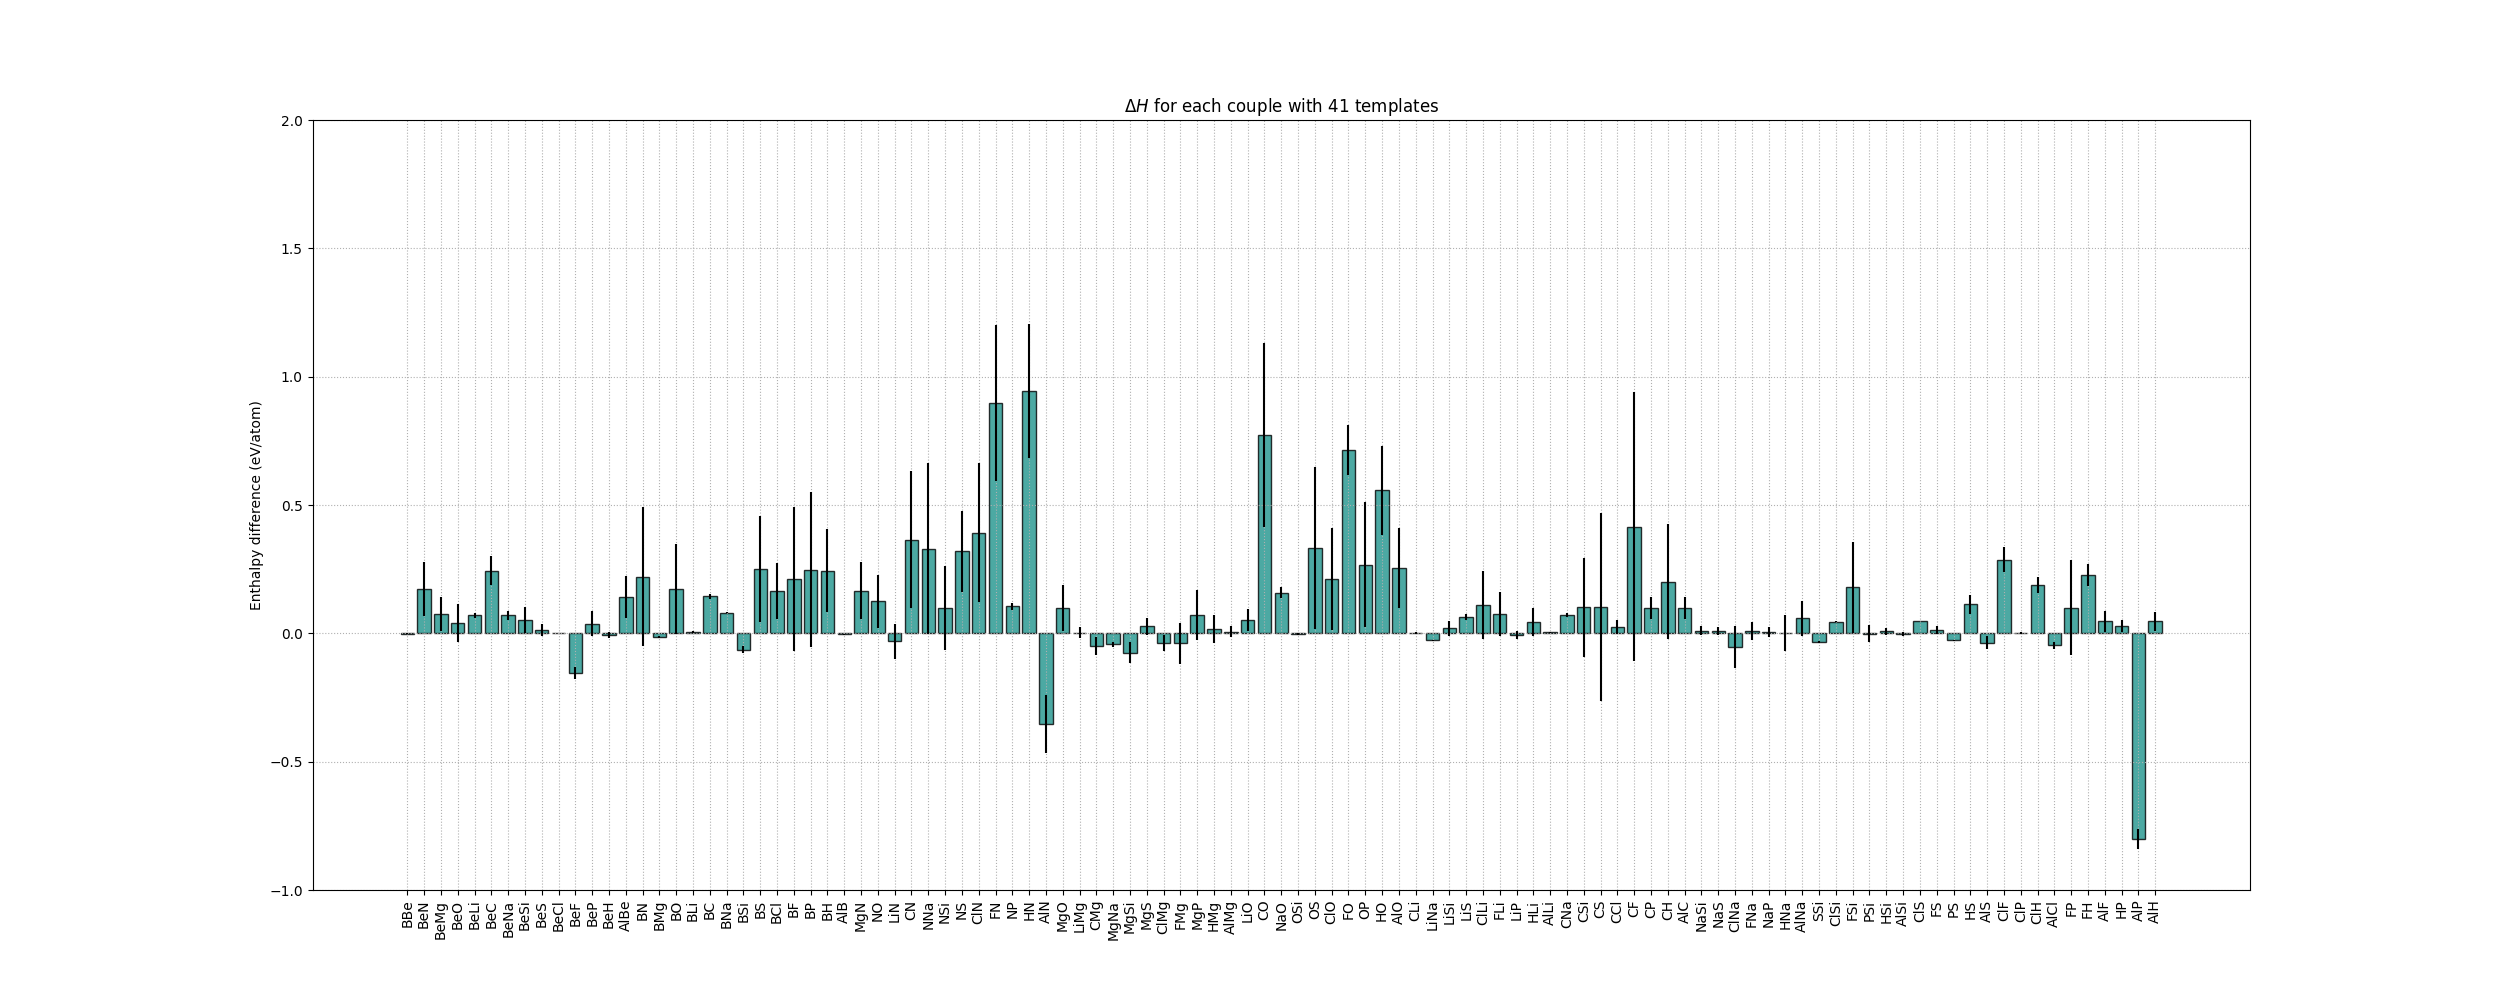 ΔH for each couple with 41 templates
2.0
1.5
1.0
0.5
0.0
−0.5
−1.0
Enthalpy difference (eV/atom)
BBe
BeN
BeMg
BeO
BeLi
BeC
BeNa
BeSi
BeS
BeCl
BeF
BeP
BeH
AlBe
BN
BMg
BO
BLi
BC
BNa
BSi
BS
BCl
BF
BP
BH
AlB
MgN
NO
LiN
CN
NNa
NSi
NS
ClN
FN
NP
HN
AlN
MgO
LiMg
CMg
MgNa
MgSi
MgS
ClMg
FMg
MgP
HMg
AlMg
LiO
CO
NaO
OSi
OS
ClO
FO
OP
HO
AlO
CLi
LiNa
LiSi
LiS
ClLi
FLi
LiP
HLi
AlLi
CNa
CSi
CS
CCl
CF
CP
CH
AlC
NaSi
NaS
ClNa
FNa
NaP
HNa
AlNa
SSi
ClSi
FSi
PSi
HSi
AlSi
ClS
FS
PS
HS
AlS
ClF
ClP
ClH
AlCl
FP
FH
AlF
HP
AlP
AlH